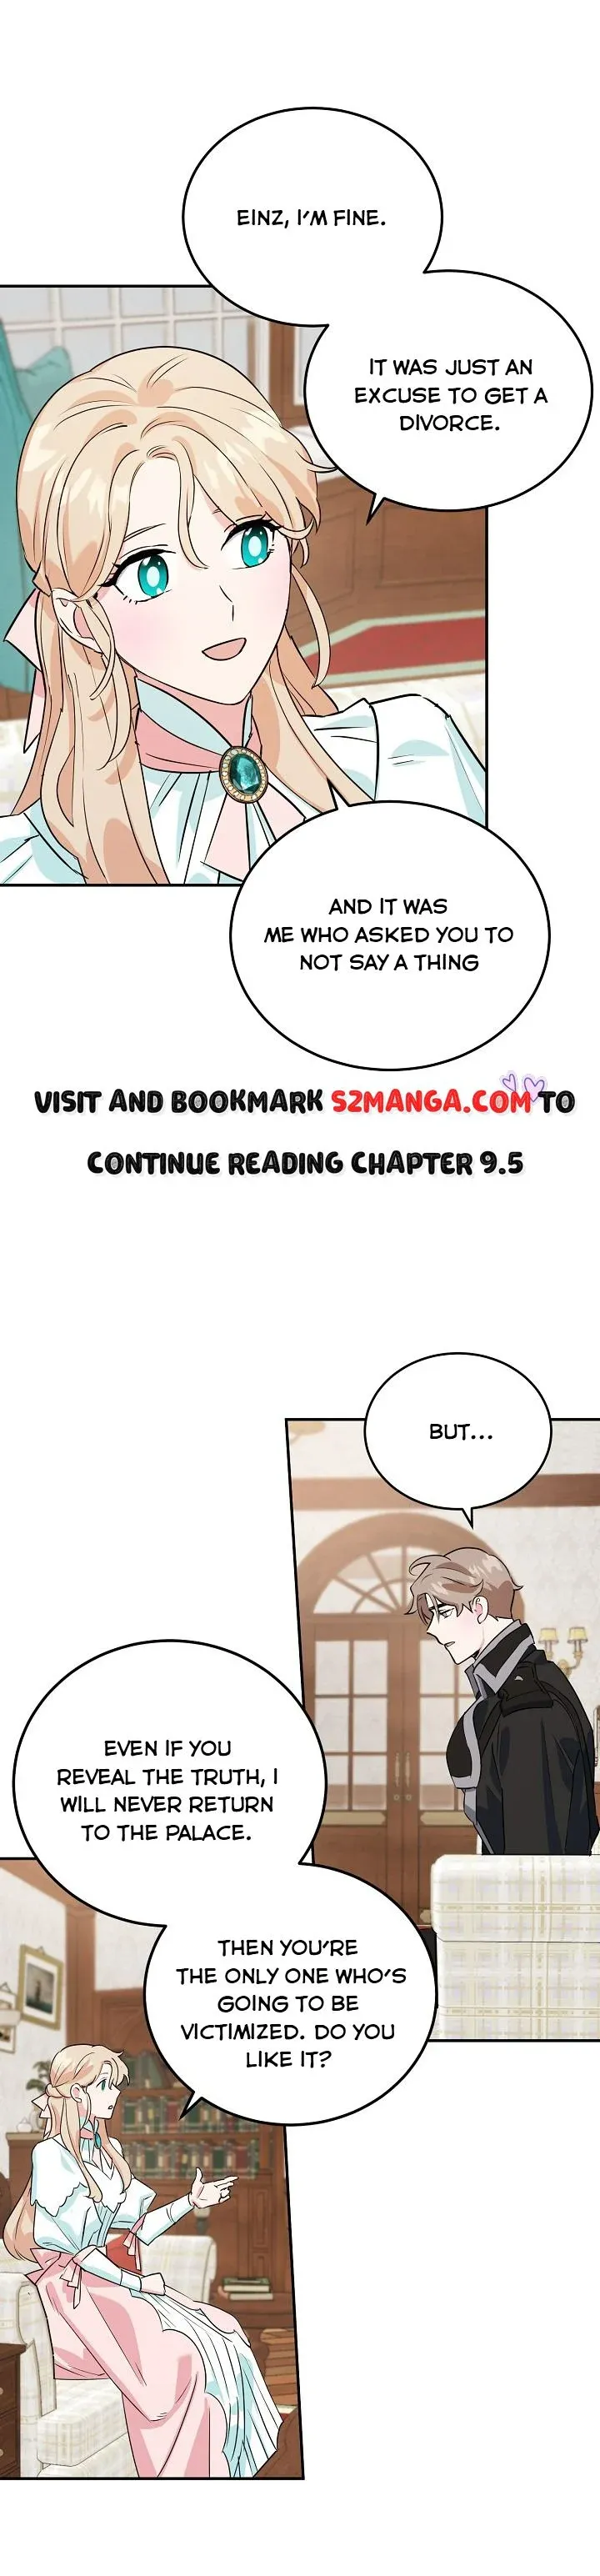 EINZ, I'M FINE.
IT WAS JUST AN
EXCUSE TO GET A
DIVORCE.
AND IT WAS
ME WHO ASKED YOU TO
NOT SAY A THING
VISIT AND BOOKMARK S2MANGA.COM TO
CONTINUE READING CHAPTER 9.5
BUT...
EVEN IF YOU
REVEAL THE TRUTH, I
WILL NEVER RETURN
TO THE PALACE.
THEN YOU'RE
THE ONLY ONE WHO'S
GOING TO BE
VICTIMIZED. DO YOU
LIKE IT?